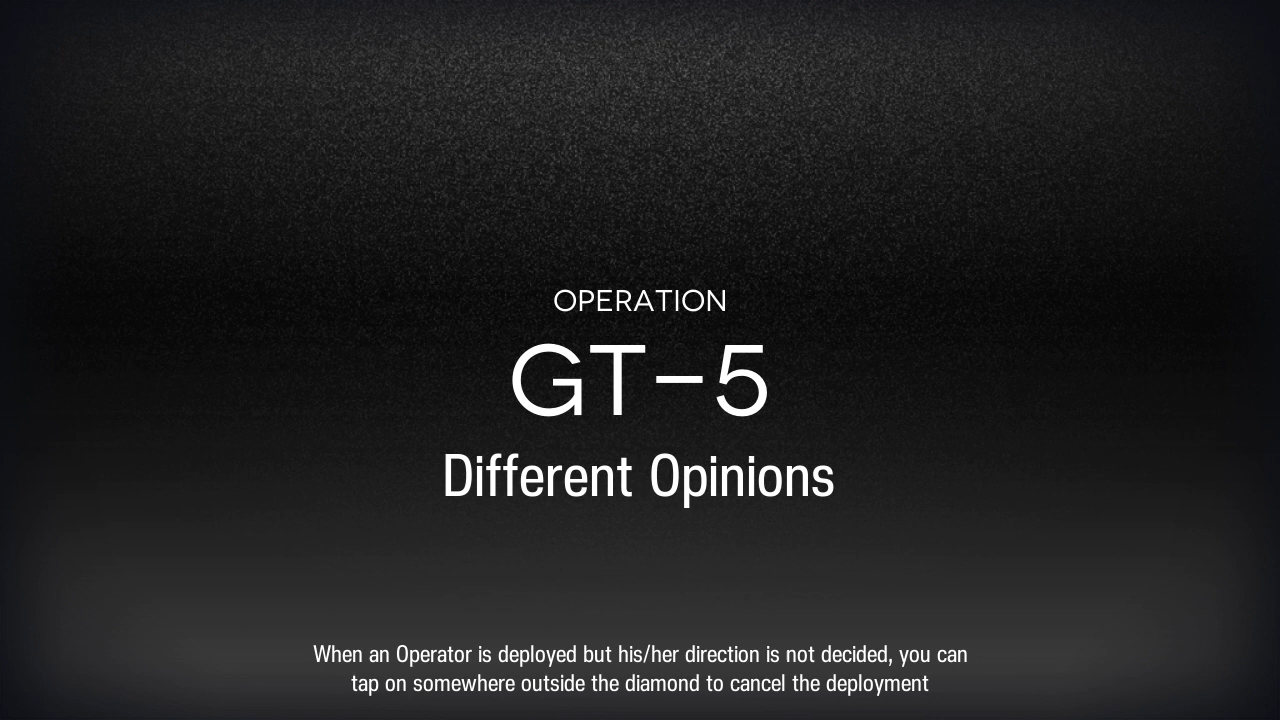 OPERATION
GT-5
Different Opinions
When an Operator is deployed but his/her direction is not decided, you can
tap on somewhere outside the diamond to cancel the deployment